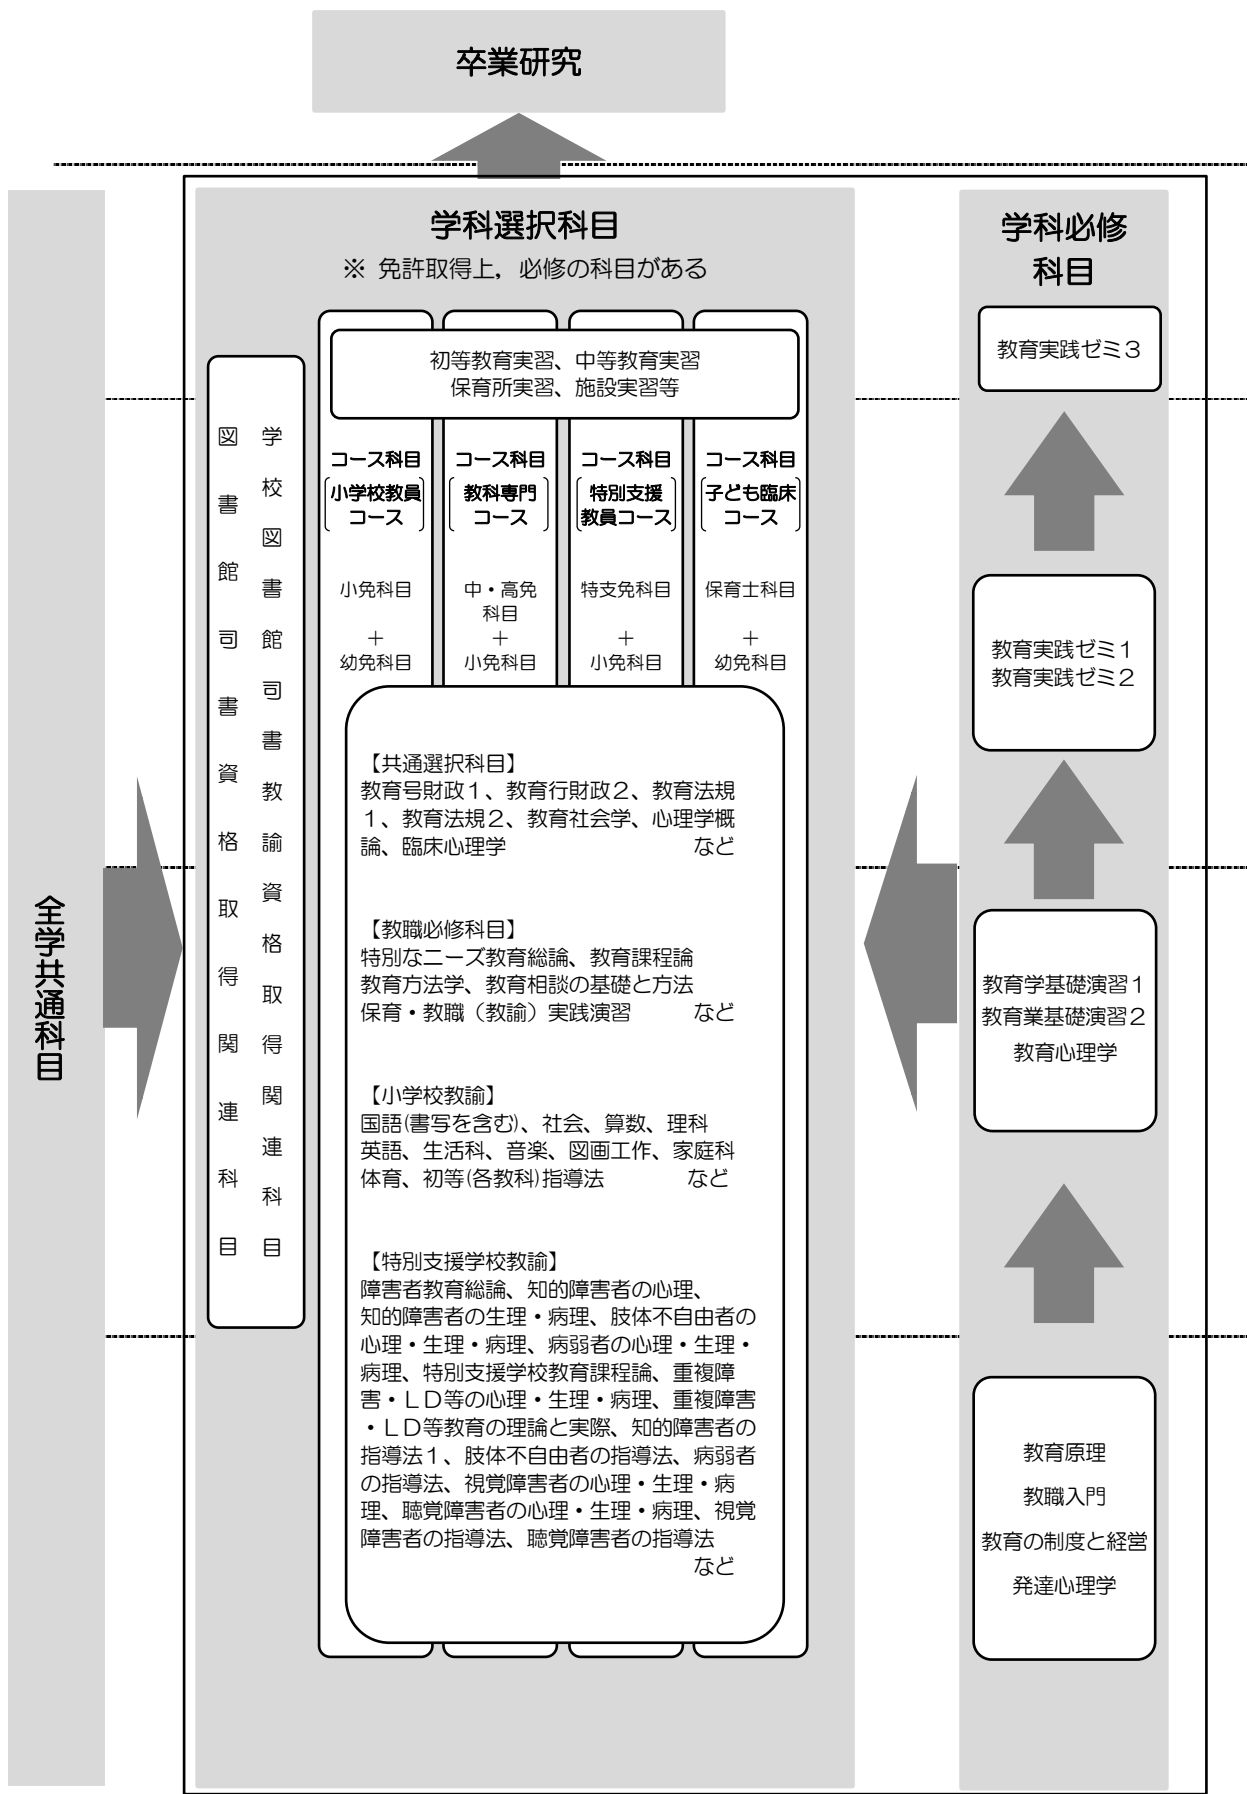 卒業研究
全学共通科目
学科選択科目
※ 免許取得上，必修の科目がある
図書館司書資格取得関連科目
学校図書館司書教諭資格取得関連科目
初等教育実習、中等教育実習
保育所実習、施設実習等
コース科目
小学校教員
コース
小免科目
＋
幼免科目
コース科目
教科専門
コース
中・高免
科目
＋
小免科目
コース科目
特別支援
教員コース
特支免科目
＋
小免科目
コース科目
子ども臨床
コース
保育士科目
＋
幼免科目
【共通選択科目】
教育号財政１、教育行財政２、教育法規
１、教育法規２、教育社会学、心理学概
論、臨床心理学　など
【教職必修科目】
特別なニーズ教育総論、教育課程論
教育方法学、教育相談の基礎と方法
保育・教職（教諭）実践演習　など
【小学校教諭】
国語(書写を含む)、社会、算数、理科
英語、生活科、音楽、図画工作、家庭科
体育、初等(各教科)指導法　など
【特別支援学校教諭】
障害者教育総論、知的障害者の心理、
知的障害者の生理・病理、肢体不自由者の
心理・生理・病理、病弱者の心理・生理・
病理、特別支援学校教育課程論、重複障
害・ＬＤ等の心理・生理・病理、重複障害
・ＬＤ等教育の理論と実際、知的障害者の
指導法１、肢体不自由者の指導法、病弱者
の指導法、視覚障害者の心理・生理・病
理、聴覚障害者の心理・生理・病理、視覚
障害者の指導法、聴覚障害者の指導法
など
学科必修
科目
教育実践ゼミ３
教育実践ゼミ１
教育実践ゼミ２
教育学基礎演習１
教育業基礎演習２
教育心理学
教育原理
教職入門
教育の制度と経営
発達心理学